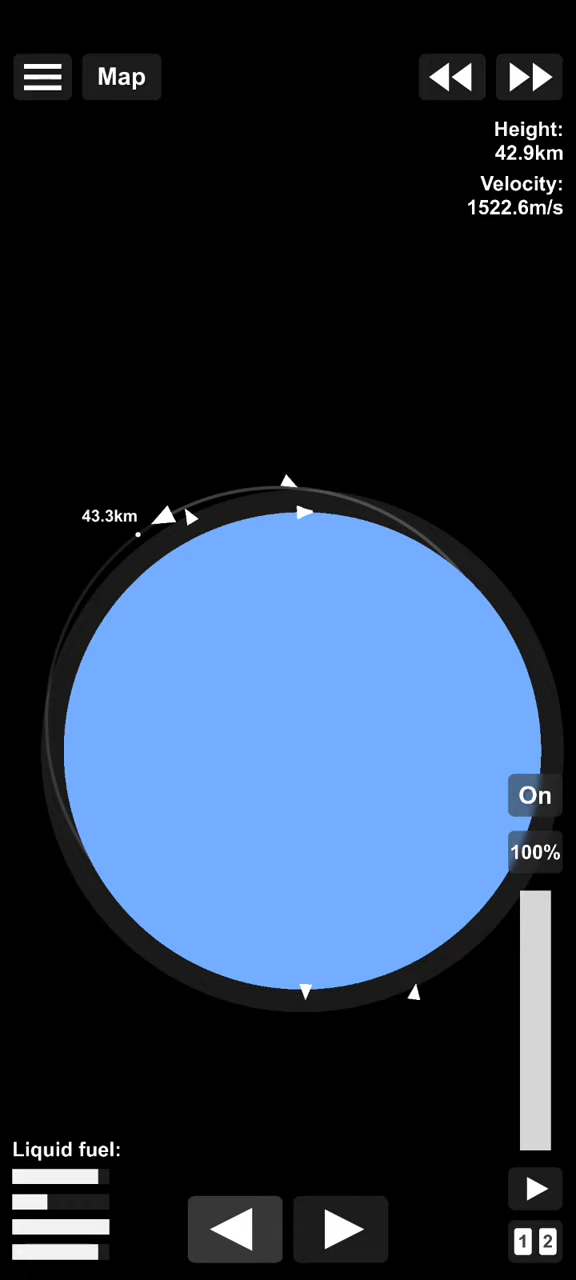 Map
Height:
42.9km
Velocity:
1522.6m/s
43.3km
On
100%
Liquid fuel:
1 2